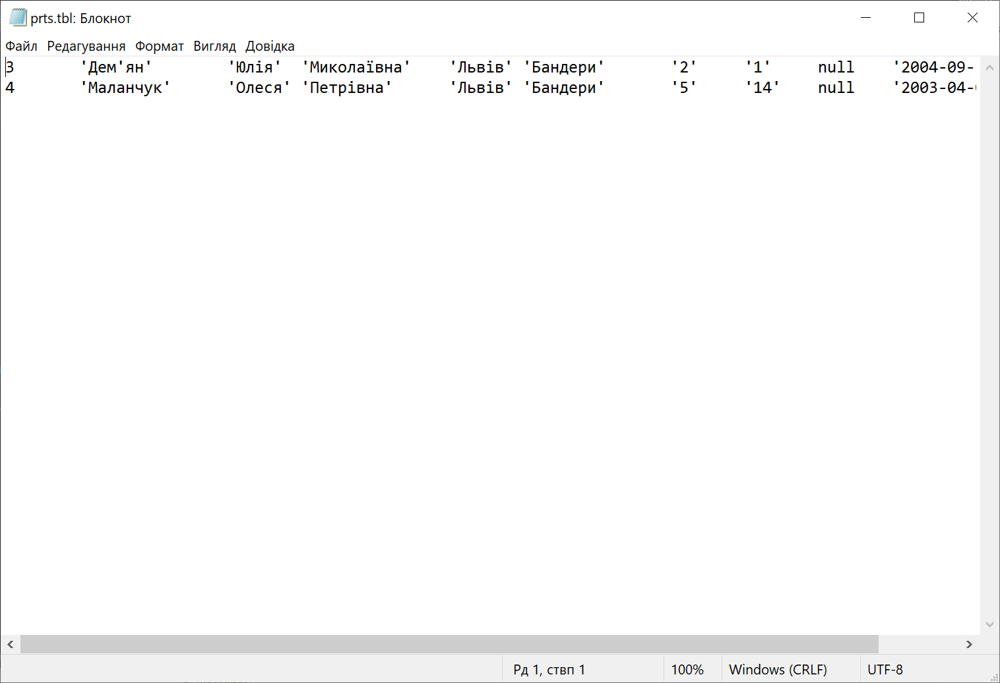 prts.tbl: Блокнот
Файл Редагування Формат Вигляд Довідка
3 'Дем'ян' 'Юлія' 'Миколаївна' 'Львів' 'Бандери' '2' '1' null '2004-09-
4 'Маланчук' 'Олеся' 'Петрівна' 'Львів' 'Бандери' '5' '14' null '2003-04-
Рд 1, ствп 1 100% Windows (CRLF) UTF-8